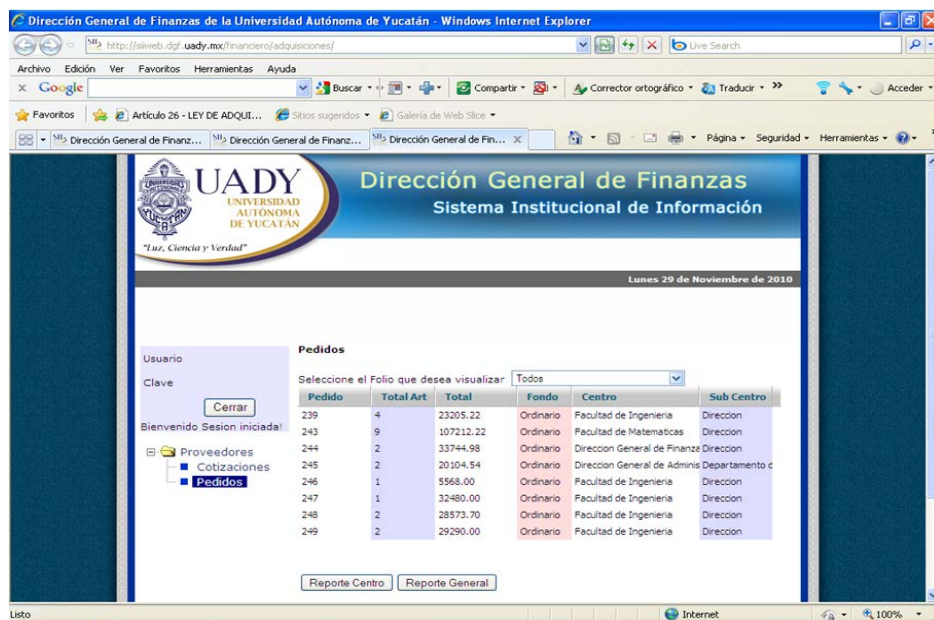 Dirección General de Finanzas de la Universidad Autónoma de Yucatán - Windows Internet Explorer
http://siiweb.dgf.uady.mx/financiero/adquisiciones/
Live Search
Archivo Edición Ver Favoritos Herramientas Ayuda
x Google Buscar Compartir Corrector ortográfico Traducir >> Acceder
Favoritos Artículo 26 - LEY DE ADQUI... Sitios sugeridos Galería de Web Slice
Dirección General de Finanz... Dirección General de Finanz... Dirección General de Fin... X Página Seguridad Herramientas
UADY
UNIVERSIDAD
AUTÓNOMA
DE YUCATÁN
"Luz, Ciencia y Verdad"
Dirección General de Finanzas
Sistema Institucional de Información
Lunes 29 de Noviembre de 2010
Usuario
Clave
Cerrar
Bienvenido Sesion iniciada!
Proveedores
Cotizaciones
Pedidos
Pedidos
Seleccione el Folio que desea visualizar Todos
Pedido Total Art Total Fondo Centro Sub Centro
239 4 23205.22 Ordinario Facultad de Ingenieria Direccion
243 9 107212.22 Ordinario Facultad de Matematicas Direccion
244 2 33744.98 Ordinario Direccion General de Finanza Direccion
245 2 20104.54 Ordinario Direccion General de Adminis Departamento d
246 1 5568.00 Ordinario Facultad de Ingenieria Direccion
247 1 32480.00 Ordinario Facultad de Ingenieria Direccion
248 2 28573.70 Ordinario Facultad de Ingenieria Direccion
249 2 29290.00 Ordinario Facultad de Ingenieria Direccion
Reporte Centro Reporte General
Listo Internet 100%